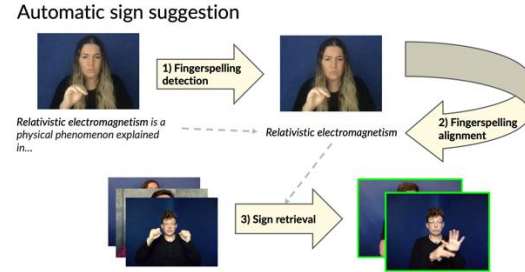 Automatic sign suggestion
1) Fingerspelling
detection
Relativistic electromagnetism is a
physical phenomenon explained
in...
Relativistic electromagnetism
2) Fingerspelling
alignment
3) Sign retrieval